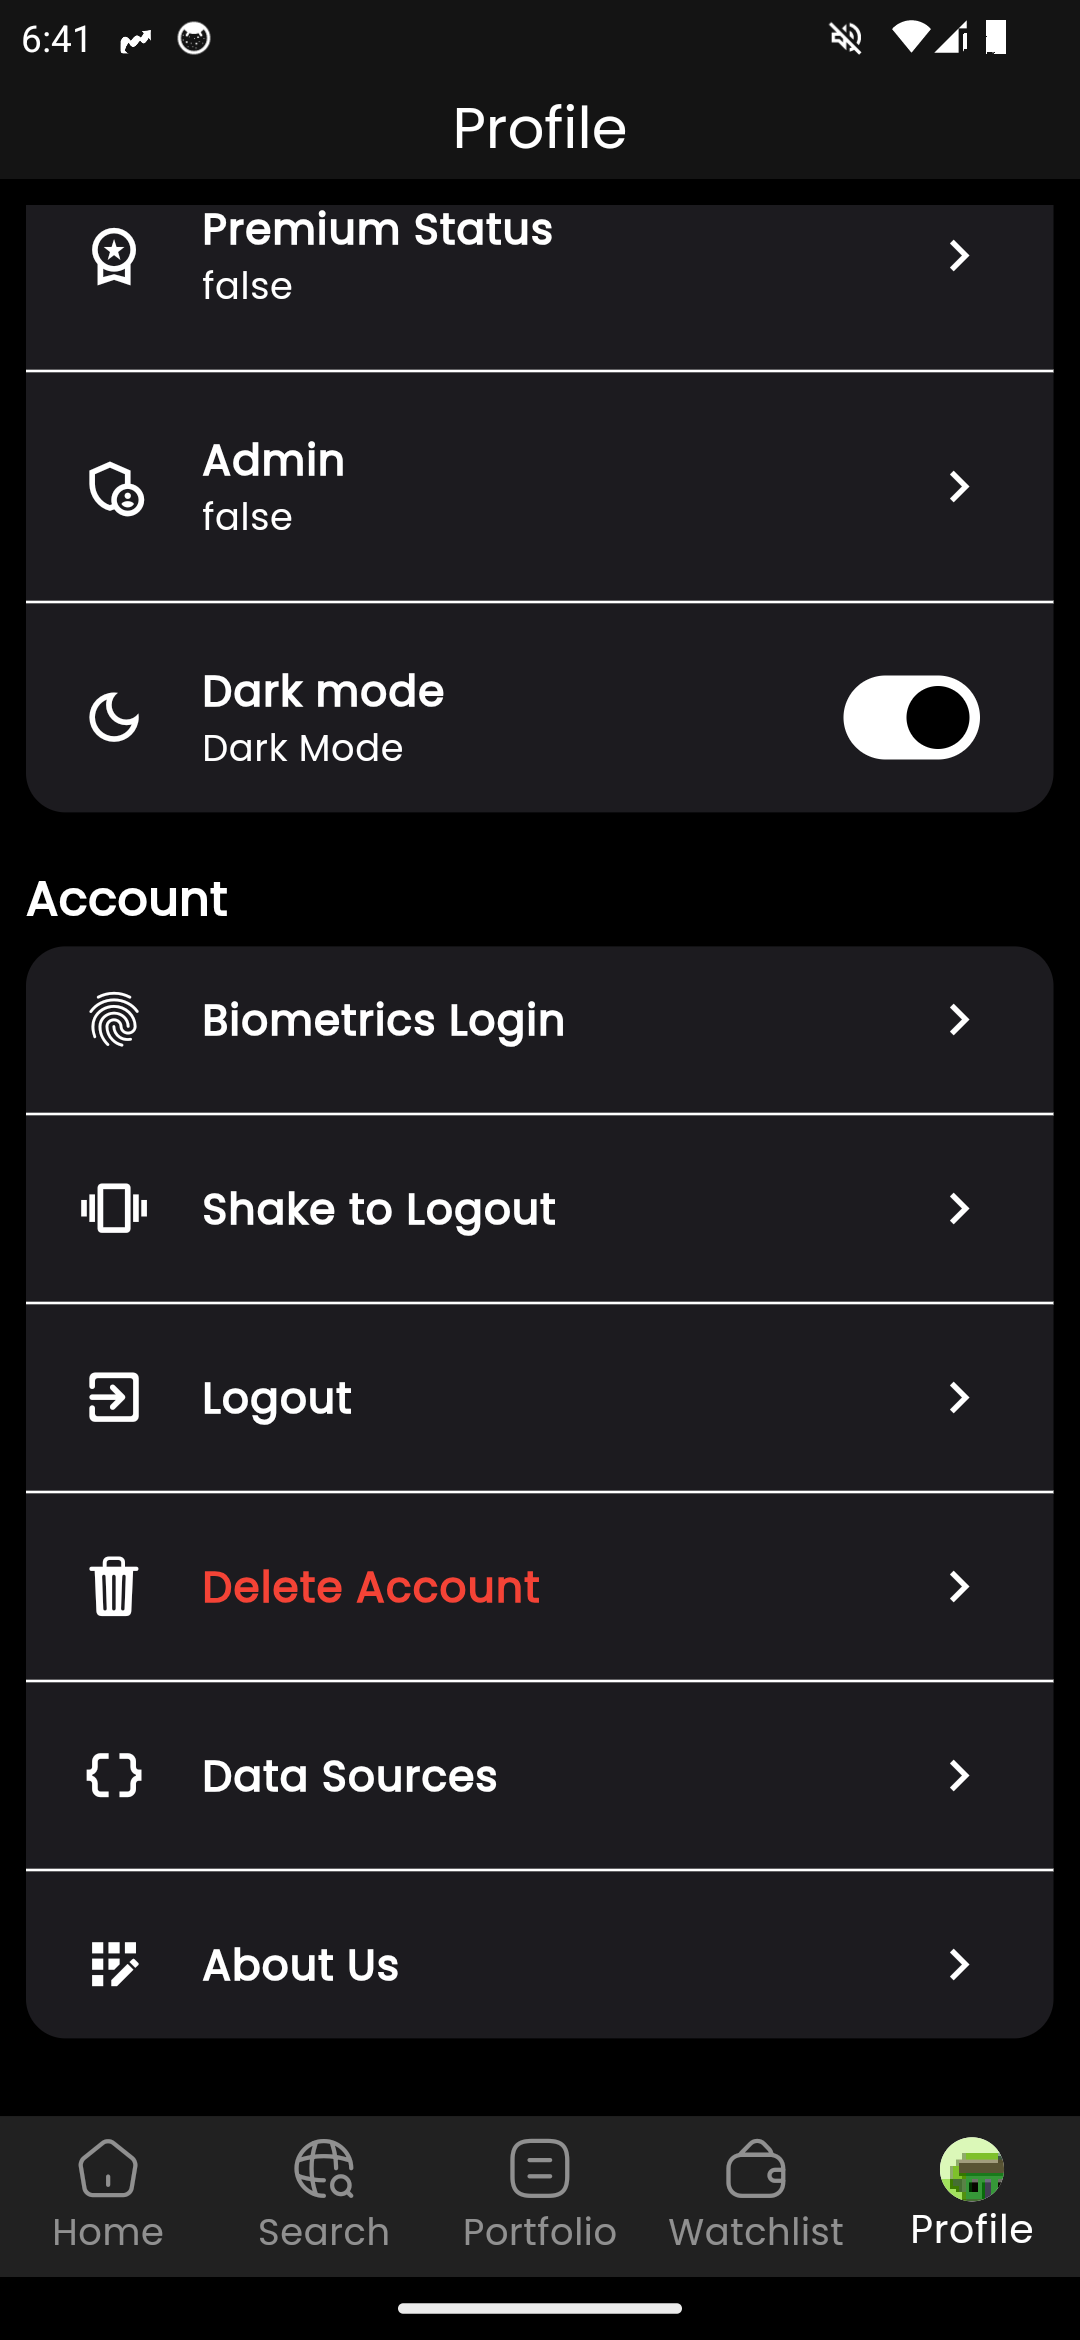 6:41
Profile
Premium Status
false
Admin
false
Dark mode
Dark Mode
Account
Biometrics Login
Shake to Logout
Logout
Delete Account
Data Sources
About Us
Home
Search
Portfolio
Watchlist
Profile